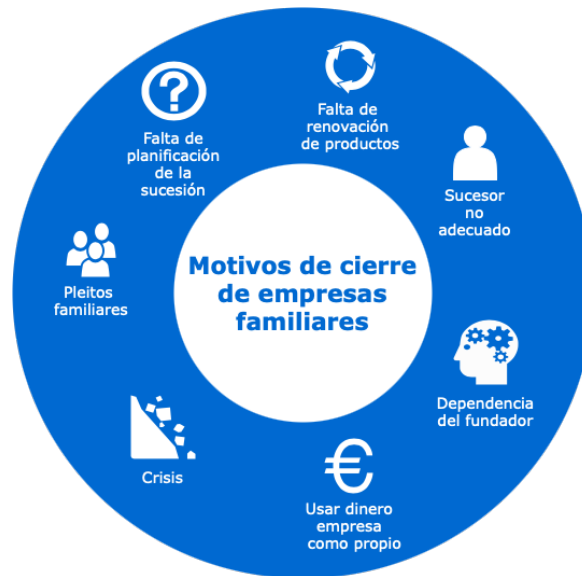 Motivos de cierre
de empresas
familiares
Falta de
renovación
de productos
Sucesor
no
adecuado
Dependencia
del fundador
€
Usar dinero
empresa
como propio
Crisis
Pleitos
familiares
?
Falta de
planificación
de la
sucesión